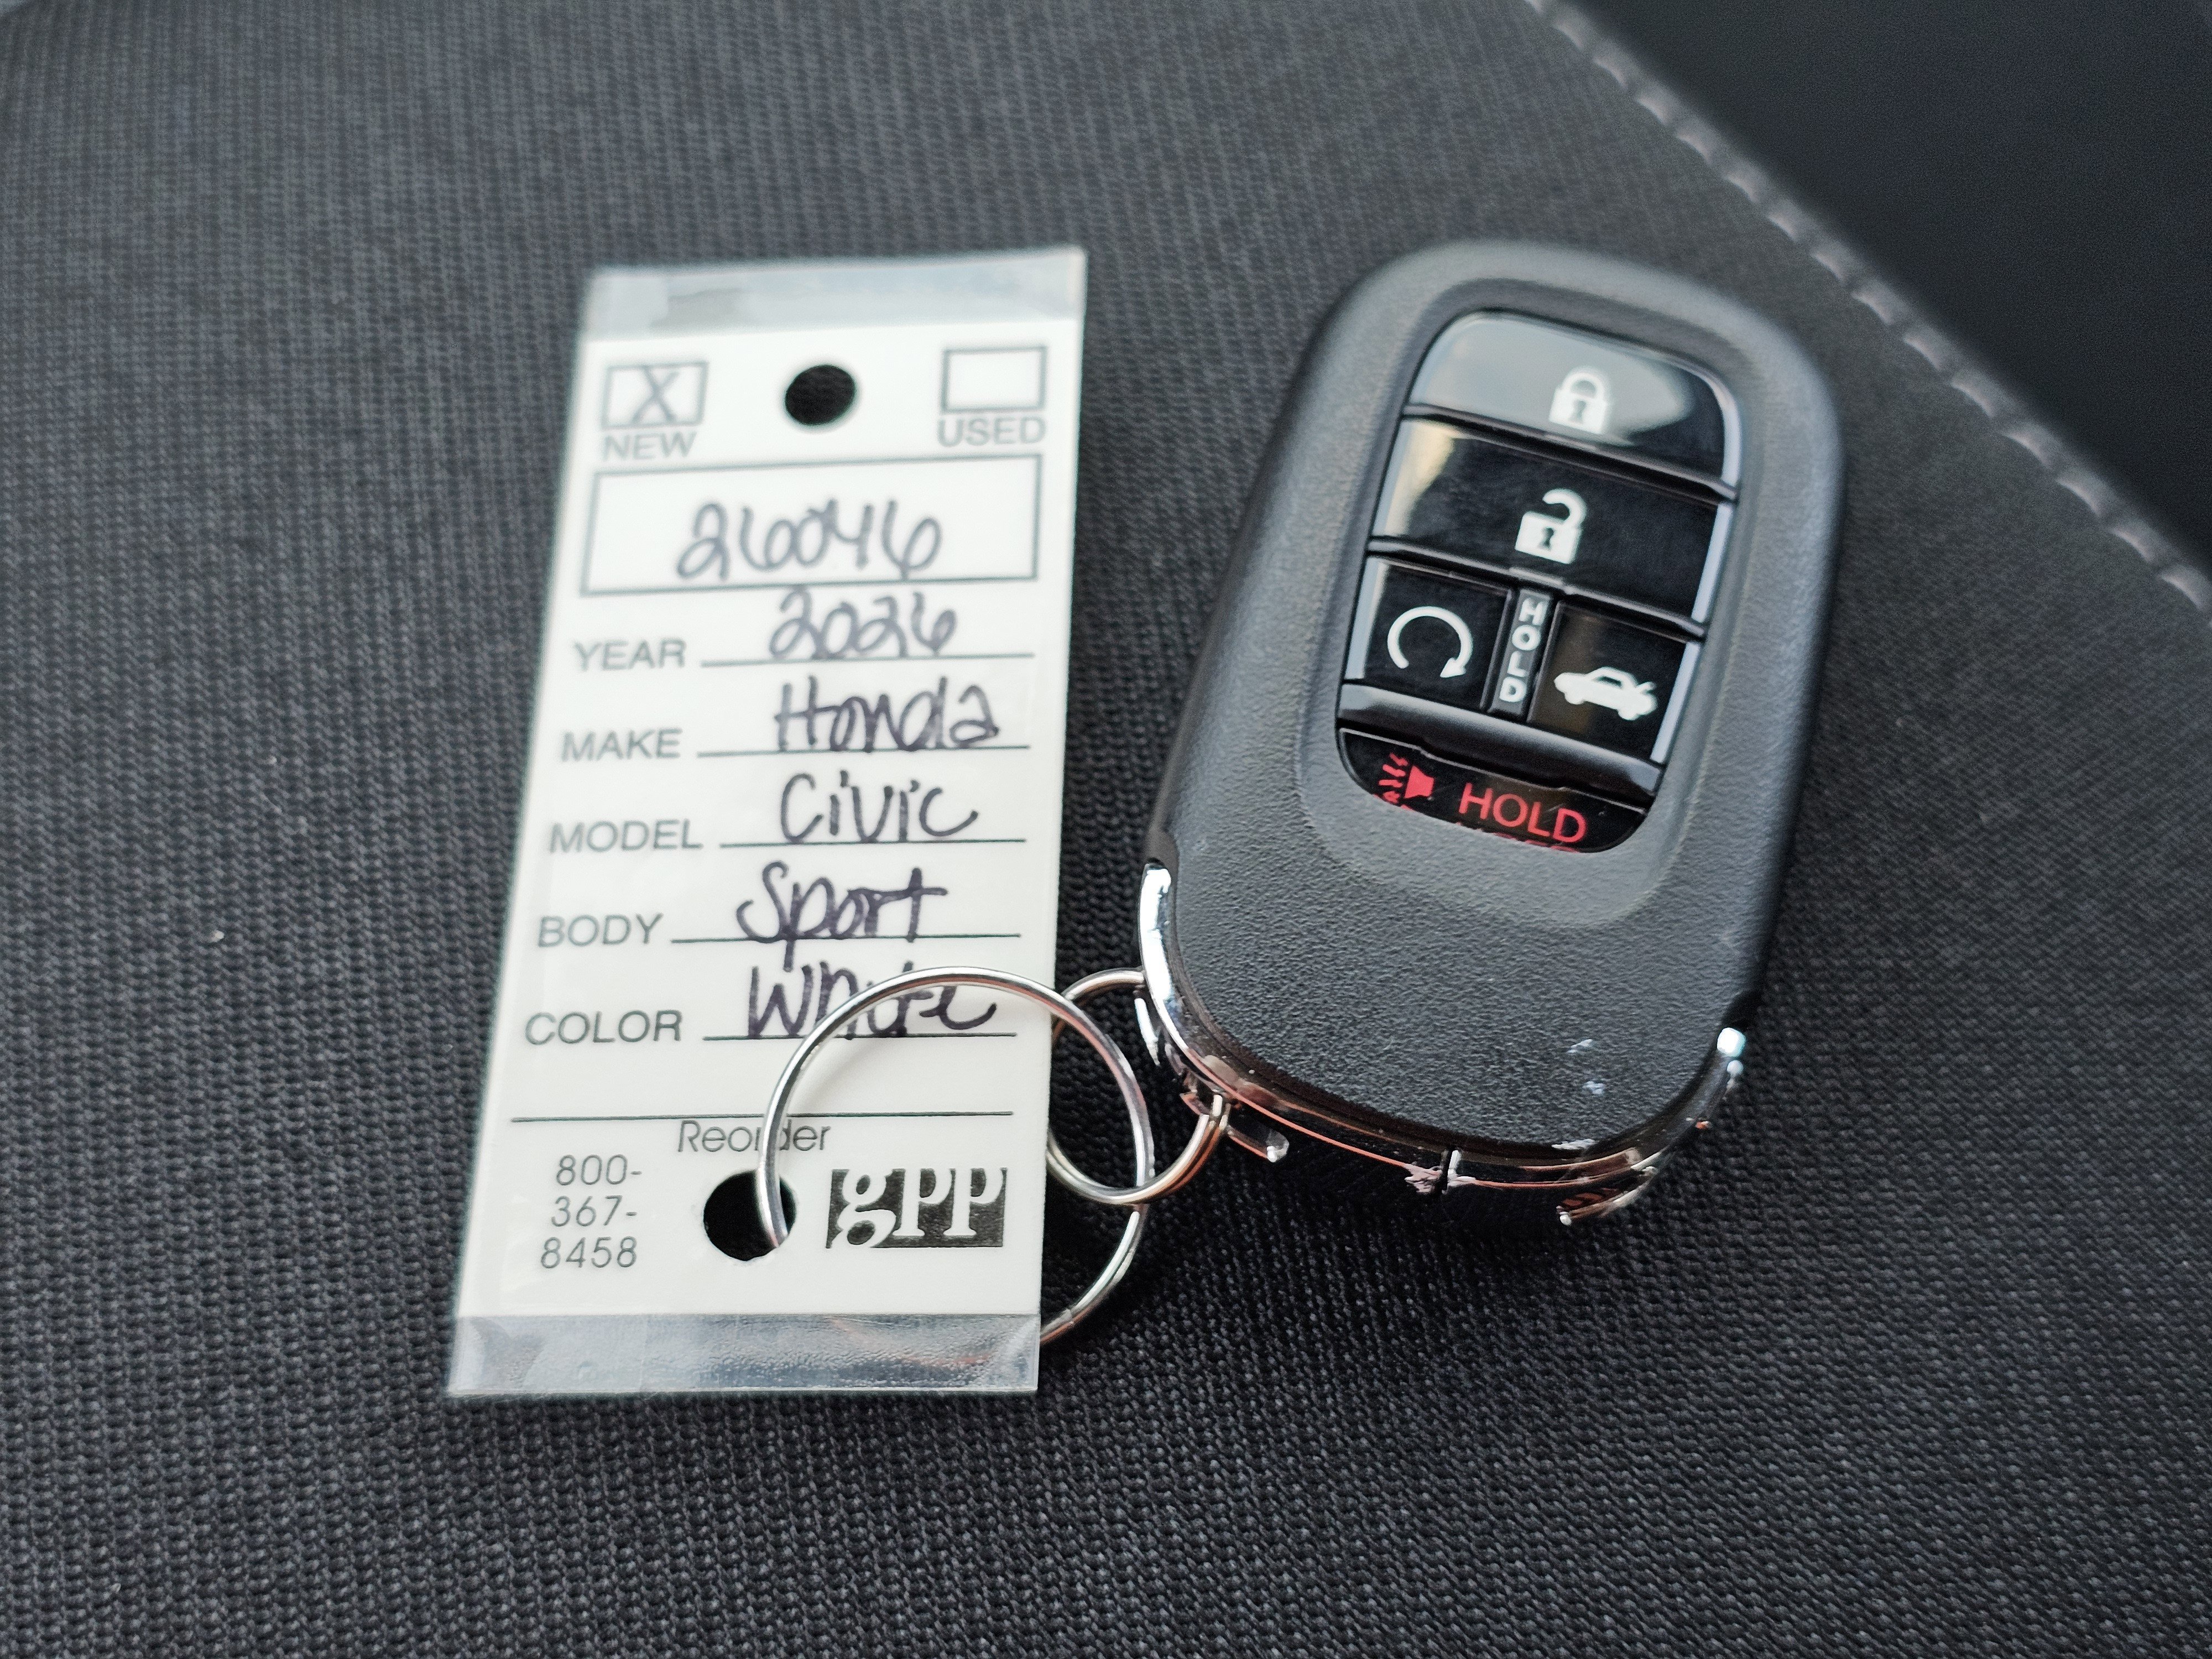 X
NEW USED
26046
YEAR 2026
MAKE Honda
MODEL Civic
BODY Sport
COLOR White
Reorder
800-
367-
8458
gPP
HOLD
HOLD